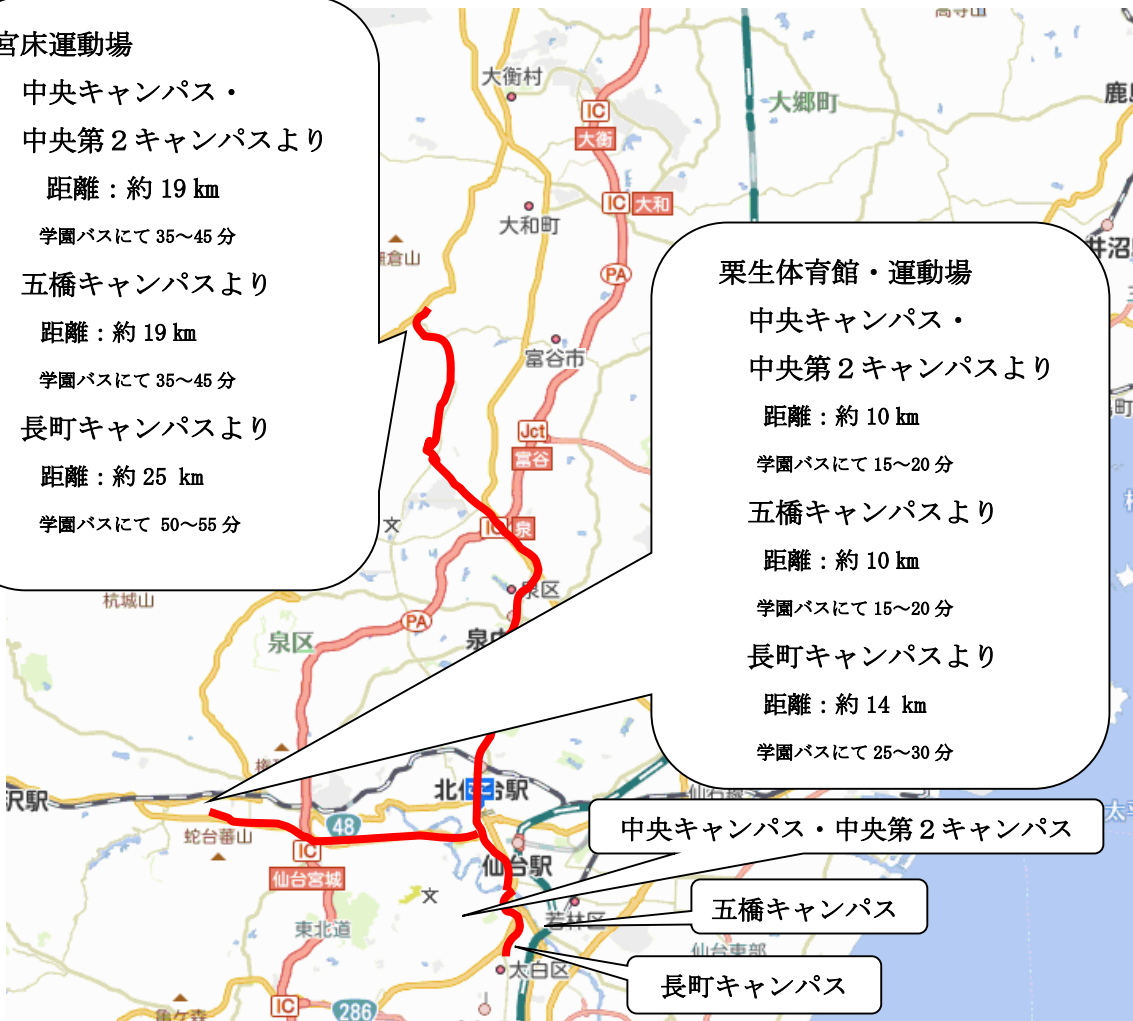 宮床運動場
中央キャンパス・
中央第２キャンパスより
距離：約 19 km
学園バスにて 35～45 分
五橋キャンパスより
距離：約 19 km
学園バスにて 35～45 分
長町キャンパスより
距離：約 25 km
学園バスにて 50～55 分
栗生体育館・運動場
中央キャンパス・
中央第２キャンパスより
距離：約 10 km
学園バスにて 15～20 分
五橋キャンパスより
距離：約 10 km
学園バスにて 15～20 分
長町キャンパスより
距離：約 14 km
学園バスにて 25～30 分
中央キャンパス・中央第２キャンパス
五橋キャンパス
長町キャンパス
大衡村
IC
大衡
大郷町
IC 大和
大和町
倉山
PA
富谷市
Jct
富谷
文
IC 泉
泉区
杭城山
PA
泉区
沢駅
北仙台駅
仙石線
48
蛇台蕃山
IC
仙台宮城
仙台駅
文
若林区
東北道
仙台東部
太白区
IC
286
亀ケ森